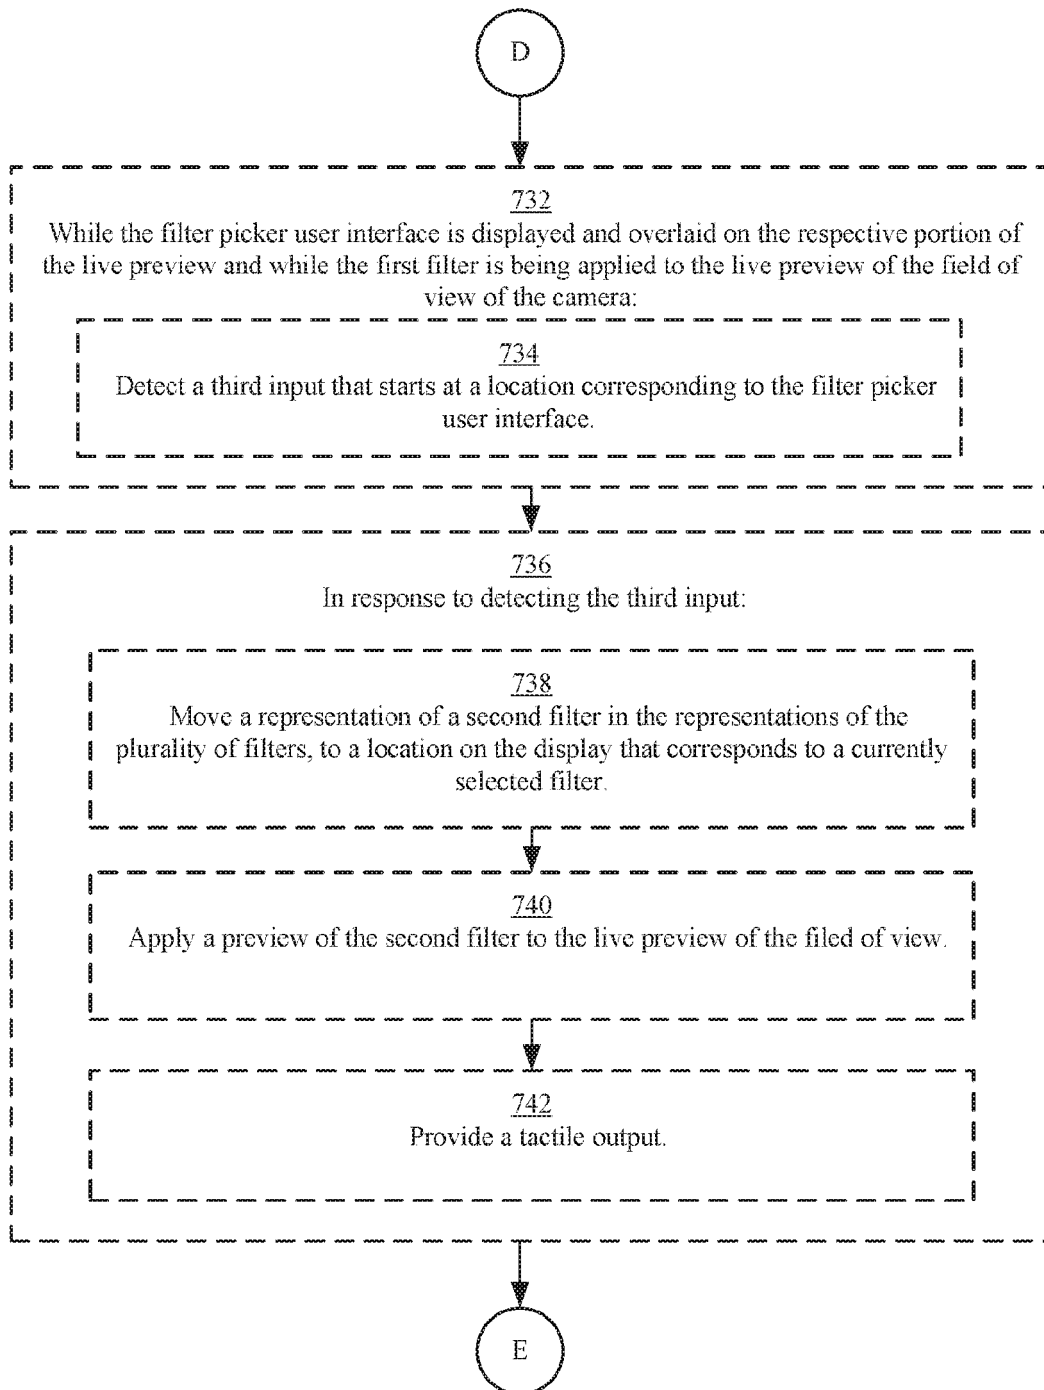 D
732
While the filter picker user interface is displayed and overlaid on the respective portion of
the live preview and while the first filter is being applied to the live preview of the field of
view of the camera:
734
Detect a third input that starts at a location corresponding to the filter picker
user interface.
736
In response to detecting the third input:
738
Move a representation of a second filter in the representations of the
plurality of filters, to a location on the display that corresponds to a currently
selected filter.
740
Apply a preview of the second filter to the live preview of the filed of view.
742
Provide a tactile output.
E